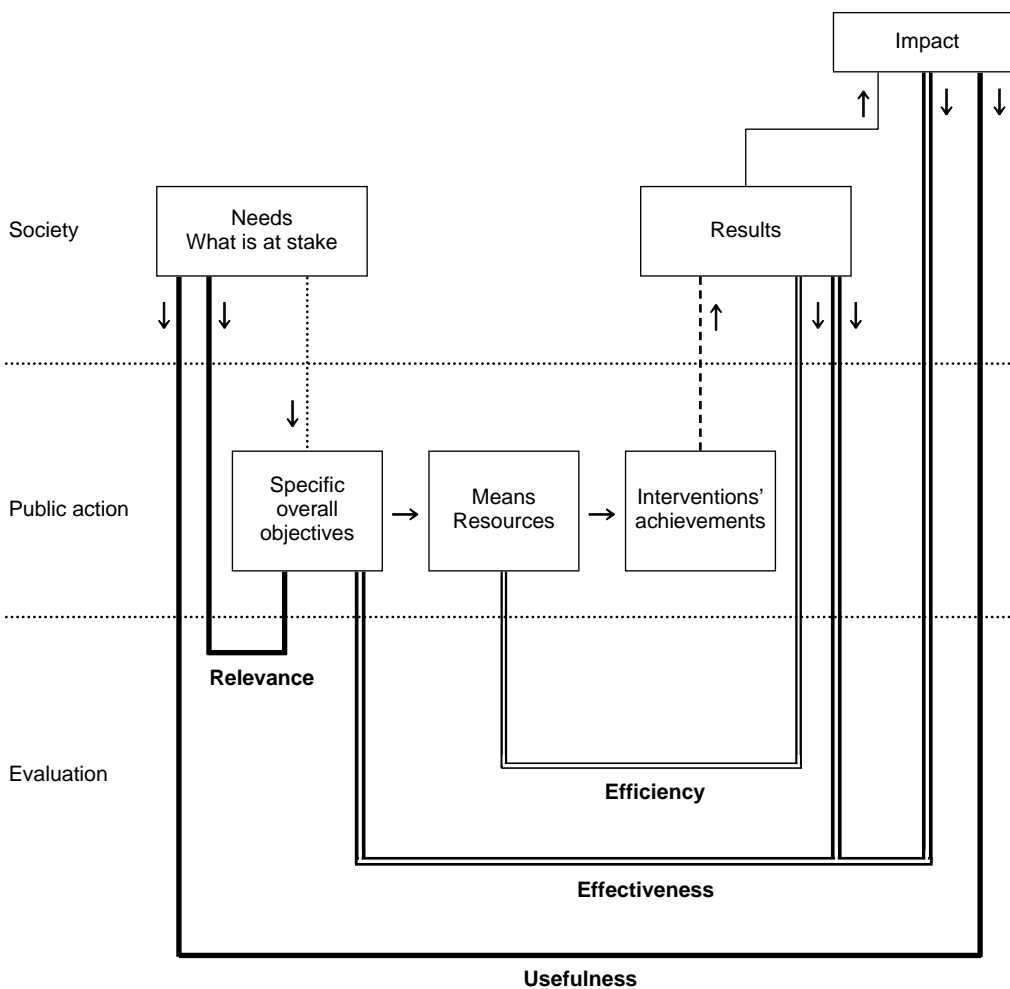 Impact
Society
Needs
What is at stake
Results
Public action
Specific
overall
objectives
Means
Resources
Interventions’
achievements
Relevance
Evaluation
Efficiency
Effectiveness
Usefulness